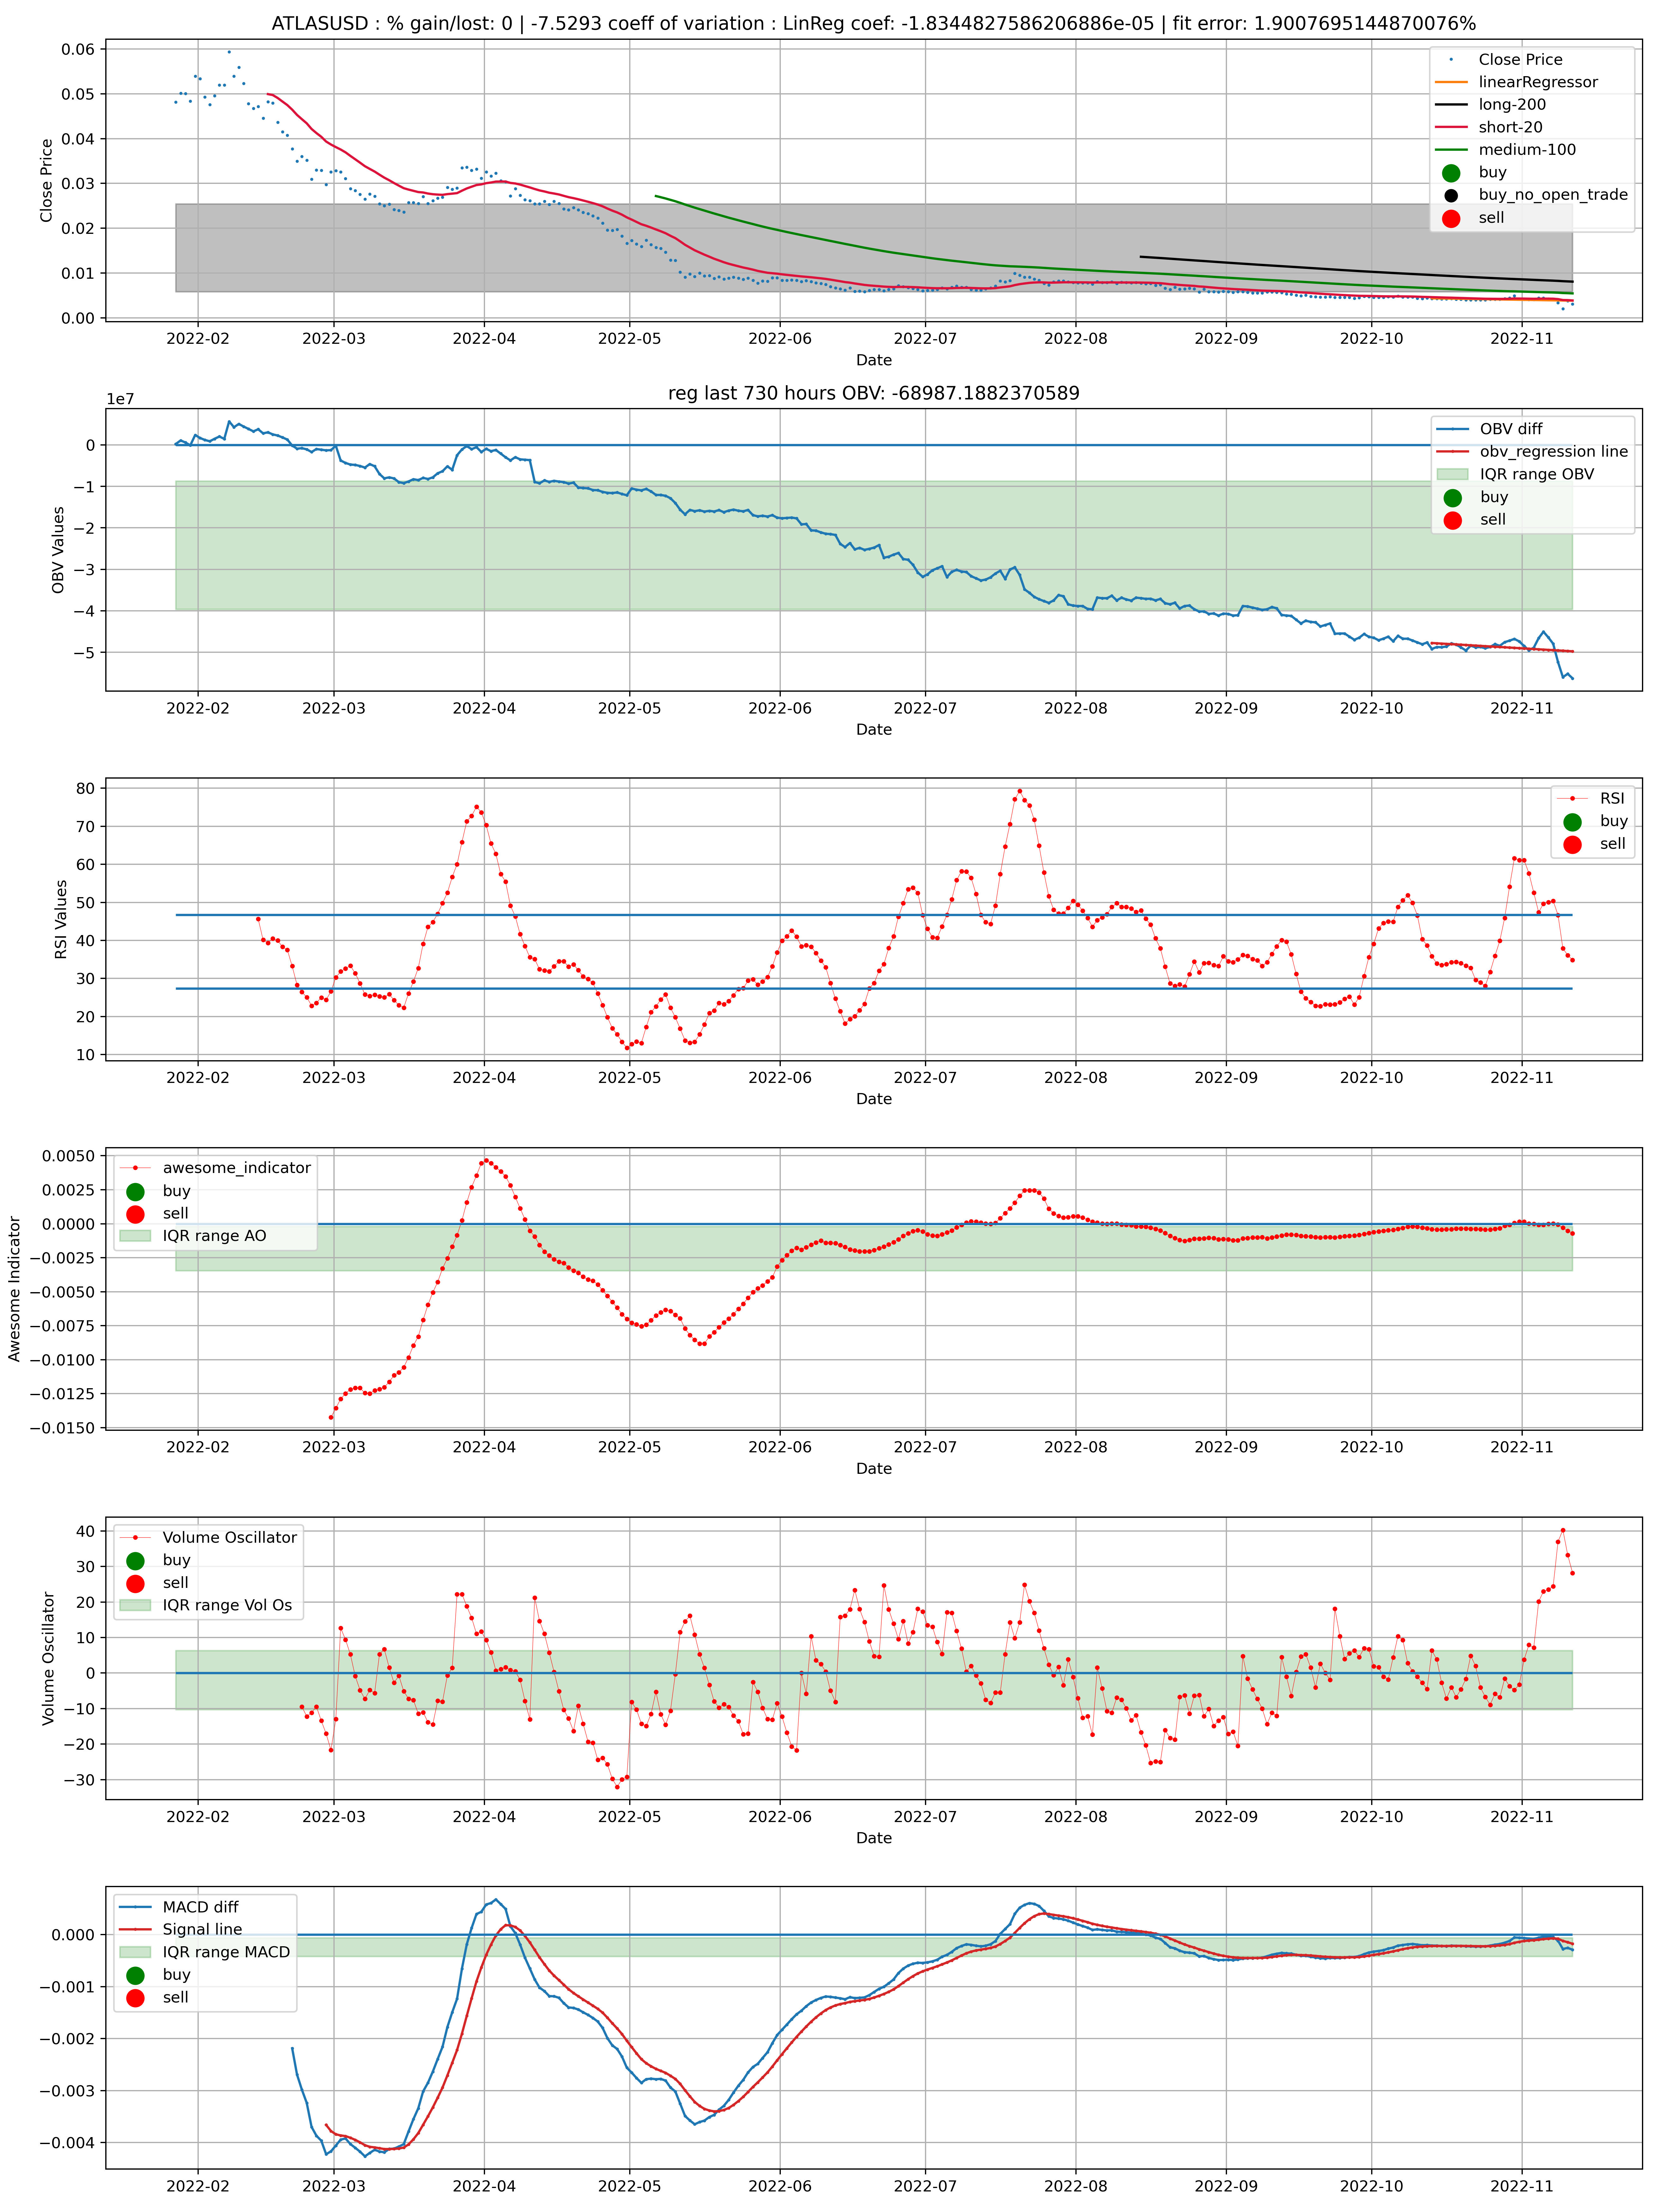 ATLASUSD : % gain/lost: 0 | -7.5293 coeff of variation : LinReg coef: -1.8344827586206886e-05 | fit error: 1.9007695144870076%
0.06
0.05
0.04
0.03
0.02
0.01
0.00
Close Price
Close Price
linearRegressor
long-200
short-20
medium-100
buy
buy_no_open_trade
sell
2022-02 2022-03 2022-04 2022-05 2022-06 2022-07 2022-08 2022-09 2022-10 2022-11
Date
reg last 730 hours OBV: -68987.1882370589
1e7
0
−1
−2
−3
−4
−5
OBV Values
OBV diff
obv_regression line
IQR range OBV
buy
sell
2022-02 2022-03 2022-04 2022-05 2022-06 2022-07 2022-08 2022-09 2022-10 2022-11
Date
80
70
60
50
40
30
20
10
RSI Values
RSI
buy
sell
2022-02 2022-03 2022-04 2022-05 2022-06 2022-07 2022-08 2022-09 2022-10 2022-11
Date
0.0050
0.0025
0.0000
−0.0025
−0.0050
−0.0075
−0.0100
−0.0125
−0.0150
Awesome Indicator
awesome_indicator
buy
sell
IQR range AO
2022-02 2022-03 2022-04 2022-05 2022-06 2022-07 2022-08 2022-09 2022-10 2022-11
Date
40
30
20
10
0
−10
−20
−30
Volume Oscillator
Volume Oscillator
buy
sell
IQR range Vol Os
2022-02 2022-03 2022-04 2022-05 2022-06 2022-07 2022-08 2022-09 2022-10 2022-11
Date
0.000
−0.001
−0.002
−0.003
−0.004
MACD diff
Signal line
IQR range MACD
buy
sell
2022-02 2022-03 2022-04 2022-05 2022-06 2022-07 2022-08 2022-09 2022-10 2022-11